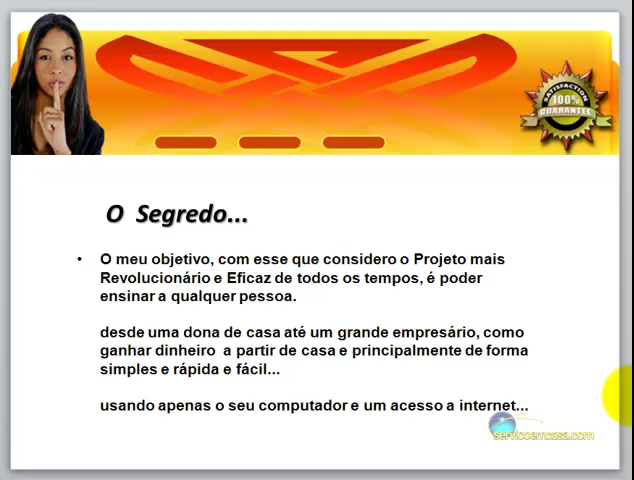 SATISFACTION
100%
GUARANTEE
O Segredo...
• O meu objetivo, com esse que considero o Projeto mais
Revolucionário e Eficaz de todos os tempos, é poder
ensinar a qualquer pessoa.
desde uma dona de casa até um grande empresário, como
ganhar dinheiro a partir de casa e principalmente de forma
simples e rápida e fácil...
usando apenas o seu computador e um acesso a internet...
servicoemcasa.com